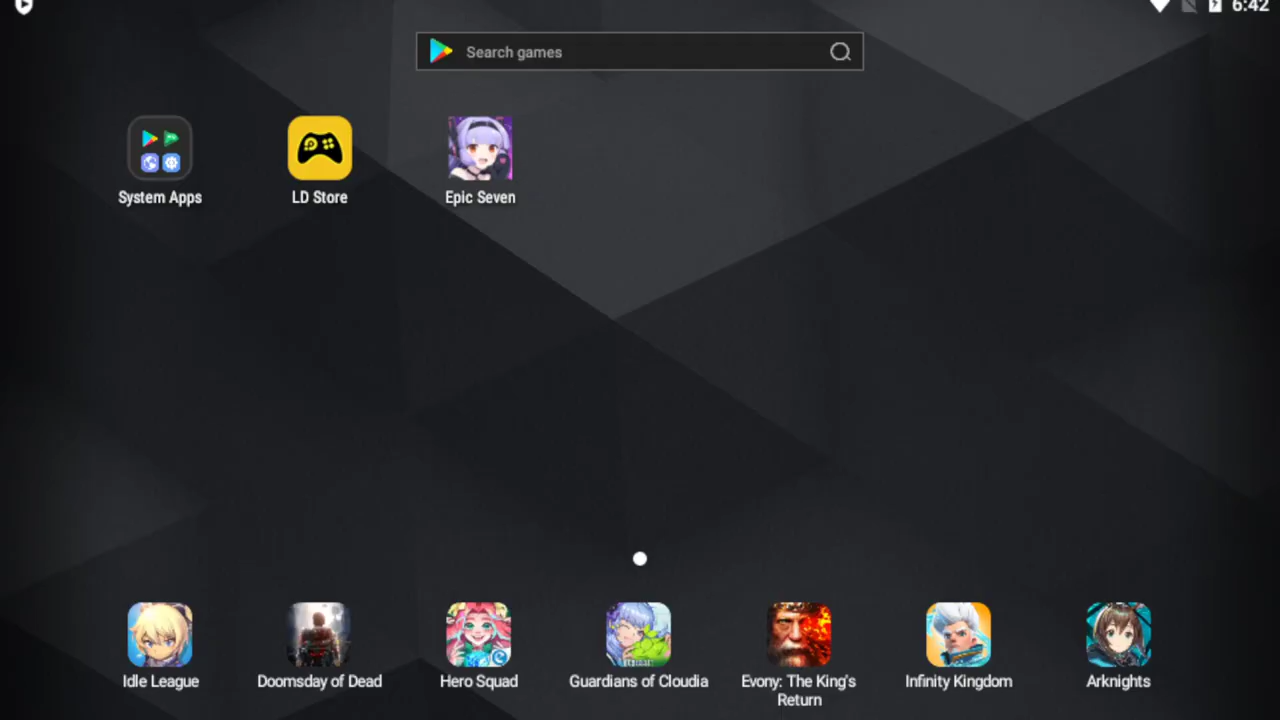 6:42
Search games
System Apps
LD Store
Epic Seven
Idle League
Doomsday of Dead
Hero Squad
Guardians of Cloudia
Evony: The King's
Return
Infinity Kingdom
Arknights